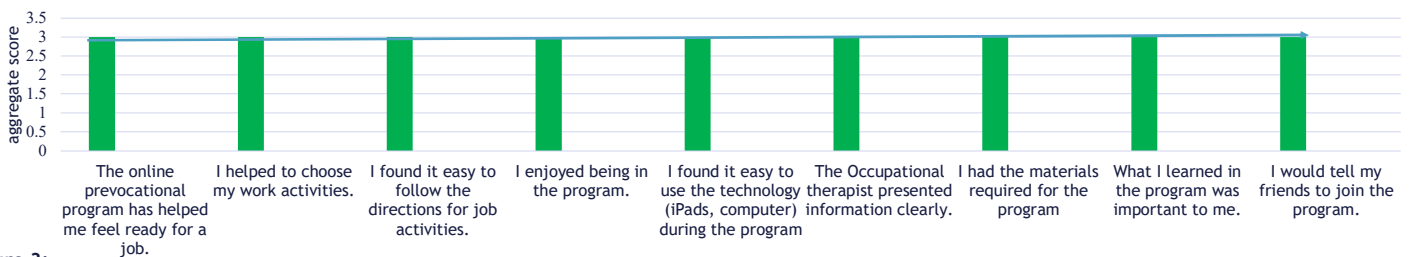 3.5
3
2.5
2
1.5
1
0.5
0
aggregate score
The online
prevocational
program has helped
me feel ready for a
job.
I helped to choose
my work activities.
I found it easy to
follow the
directions for job
activities.
I enjoyed being in
the program.
I found it easy to
use the technology
(iPads, computer)
during the program
The Occupational
therapist presented
information clearly.
I had the materials
required for the
program
What I learned in
the program was
important to me.
I would tell my
friends to join the
program.